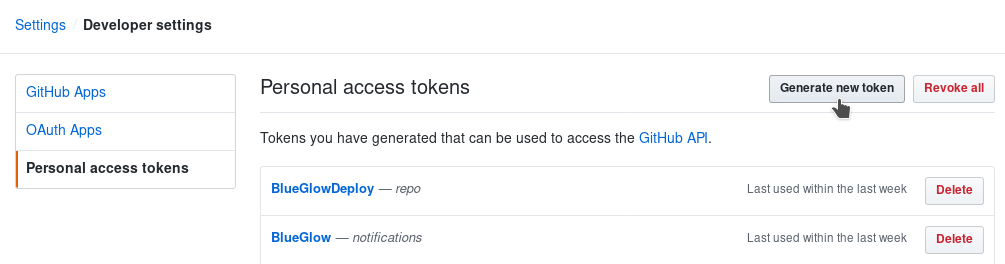 Settings / Developer settings
GitHub Apps
OAuth Apps
Personal access tokens
Personal access tokens
Generate new token
Revoke all
Tokens you have generated that can be used to access the GitHub API.
BlueGlowDeploy — repo
Last used within the last week
Delete
BlueGlow — notifications
Last used within the last week
Delete